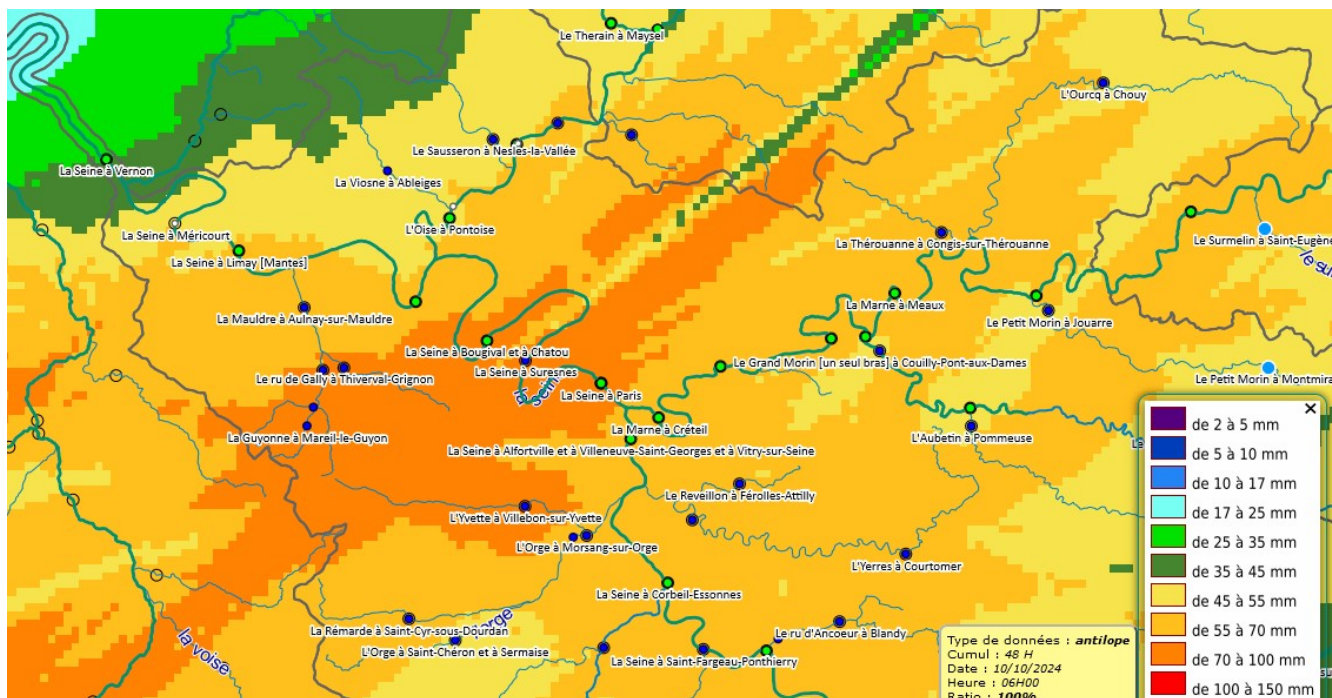 Le Therain à Maysel
L'Ourcq à Chouy
Le Sausseron à Nesles-la-Vallée
La Seine à Vernon
La Viosne à Ableiges
L'Oise à Pontoise
La Seine à Méricourt
La Thérouanne à Congis-sur-Thérouanne
Le Surmelin à Saint-Eugène
La Seine à Limay [Mantes]
La Marne à Meaux
La Mauldre à Aulnay-sur-Mauldre
Le Petit Morin à Jouarre
La Seine à Bougival et à Chatou
Le Grand Morin [un seul bras] à Couilly-Pont-aux-Dames
La Seine à Suresnes
Le ru de Gally à Thiverval-Grignon
Le Petit Morin à Montmira
la Sein
La Seine à Paris
La Marne à Créteil
La Guyonne à Mareil-le-Guyon
L'Aubetin à Pommeuse
La Seine à Alfortville et à Villeneuve-Saint-Georges et à Vitry-sur-Seine
Le Reveillon à Férolles-Attilly
L'Yvette à Villebon-sur-Yvette
L'Orge à Morsang-sur-Orge
L'Yerres à Courtomer
La Seine à Corbeil-Essonnes
La Rémarde à Saint-Cyr-sous-Dourdan
Le ru d'Ancoeur à Blandy
la voise
L'Orge à Saint-Chéron et à Sermaise
La Seine à Saint-Fargeau-Ponthierry
Type de données : antilope
Cumul : 48 H
Date : 10/10/2024
Heure : 06H00
Ratio : 100%
de 2 à 5 mm
de 5 à 10 mm
de 10 à 17 mm
de 17 à 25 mm
de 25 à 35 mm
de 35 à 45 mm
de 45 à 55 mm
de 55 à 70 mm
de 70 à 100 mm
de 100 à 150 mm